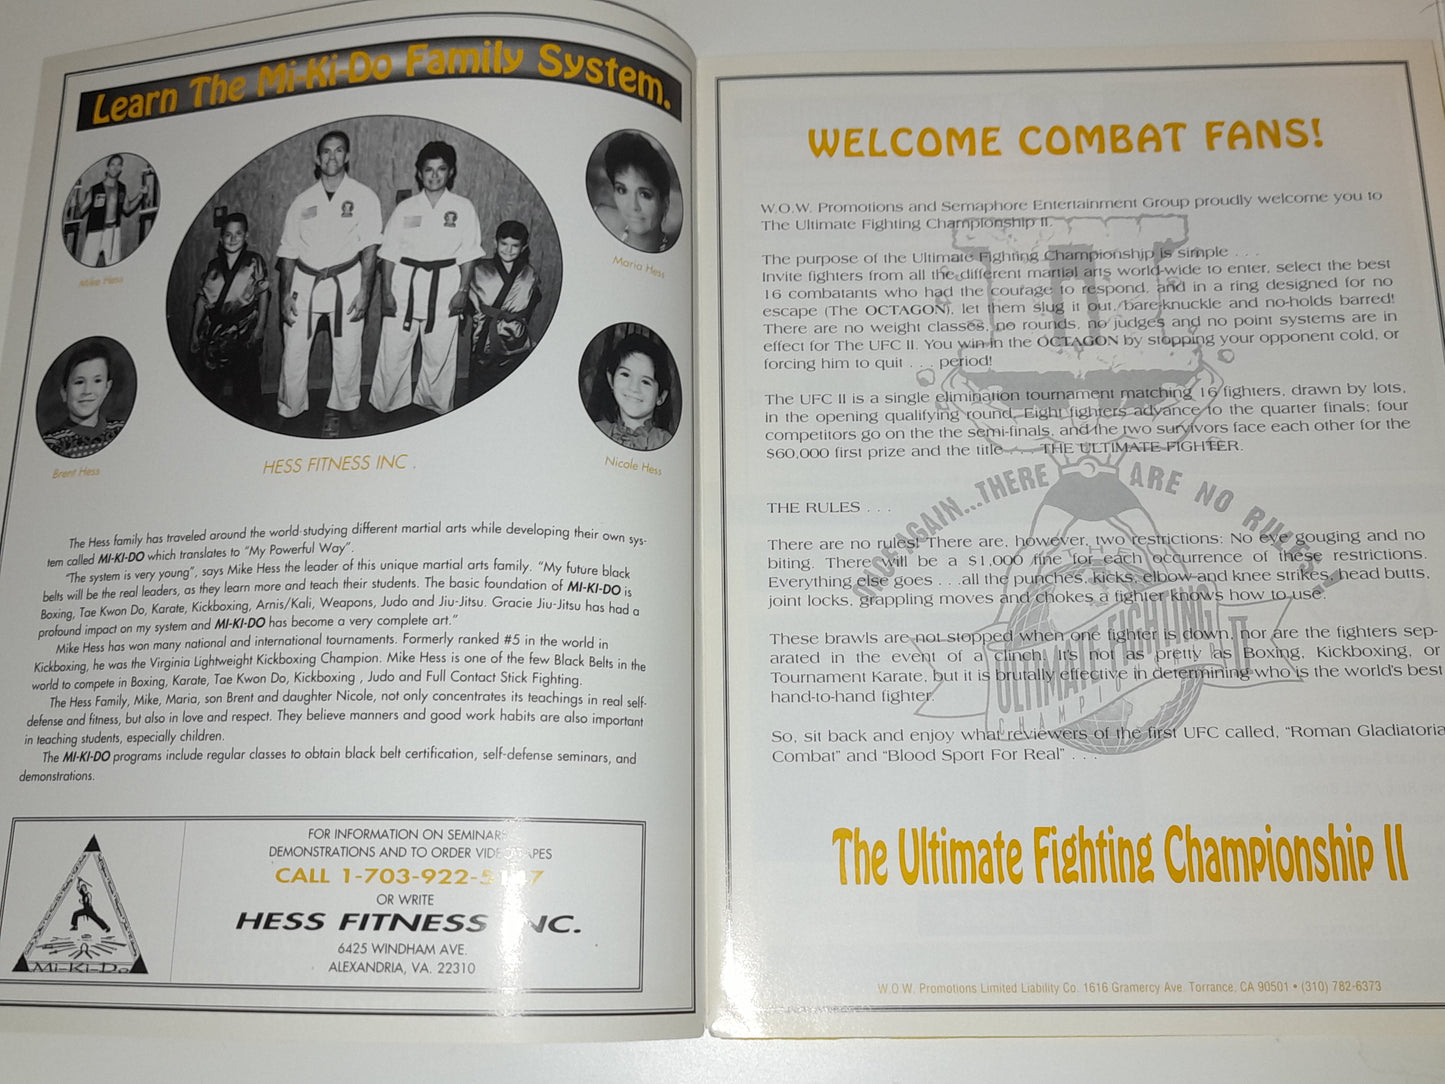 Learn The Mi-Ki-Do Family System.
Mike Hess
Maria Hess
Brent Hess
HESS FITNESS INC .
Nicole Hess
The Hess family has traveled around the world studying different martial arts while developing their own sys-
tem called MI-KI-DO which translates to "My Powerful Way".
"The system is very young", says Mike Hess the leader of this unique martial arts family. "My future black
belts will be the real leaders, as they learn more and teach their students. The basic foundation of MI-KI-DO is
Boxing, Tae Kwon Do, Karate, Kickboxing, Arnis/Kali, Weapons, Judo and Jiu-Jitsu. Gracie Jiu-Jitsu has had a
profound impact on my system and MI-KI-DO has become a very complete art."
Mike Hess has won many national and international tournaments. Formerly ranked #5 in the world in
Kickboxing, he was the Virginia Lightweight Kickboxing Champion. Mike Hess is one of the few Black Belts in the
world to compete in Boxing, Karate, Tae Kwon Do, Kickboxing , Judo and Full Contact Stick Fighting.
The Hess Family, Mike, Maria, son Brent and daughter Nicole, not only concentrates its teachings in real self-
defense and fitness, but also in love and respect. They believe manners and good work habits are also important
in teaching students, especially children.
The MI-KI-DO programs include regular classes to obtain black belt certification, self-defense seminars, and
demonstrations.
Mi-Ki-Do
FOR INFORMATION ON SEMINARS
DEMONSTRATIONS AND TO ORDER VIDEOTAPES
CALL 1-703-922-
OR WRITE
HESS FITNESS INC.
6425 WINDHAM AVE.
ALEXANDRIA, VA. 22310
WELCOME COMBAT FANS!
W.O.W. Promotions and Semaphore Entertainment Group proudly welcome you to
The Ultimate Fighting Championship II.
The purpose of the Ultimate Fighting Championship is simple . . .
Invite fighters from all the different martial arts world-wide to enter, select the best
16 combatants who had the courage to respond, and in a ring designed for no
escape (The OCTAGON), let them slug it out, bare-knuckle and no-holds barred!
There are no weight classes, no rounds, no judges and no point systems are in
effect for The UFC II. You win in the OCTAGON by stopping your opponent cold, or
forcing him to quit . . . period!
The UFC II is a single elimination tournament matching 16 fighters, drawn by lots,
in the opening qualifying round. Eight fighters advance to the quarter finals; four
competitors go on the the semi-finals, and the two survivors face each other for the
$60,000 first prize and the title . . . THE ULTIMATE FIGHTER.
ONCE AGAIN...THERE ARE NO RULES!
THE RULES . . .
There are no rules! There are, however, two restrictions: No eye gouging and no
biting. There will be a $1,000 fine for each occurrence of these restrictions.
Everything else goes . . .all the punches, kicks, elbow and knee strikes, head butts,
joint locks, grappling moves and chokes a fighter knows how to use.
These brawls are not stopped when one fighter is down, nor are the fighters sep-
arated in the event of a clinch. It's not as pretty as Boxing, Kickboxing, or
Tournament Karate, but it is brutally effective in determining who is the world's best
hand-to-hand fighter.
ULTIMATE FIGHTING
CHAMPIO
II
So, sit back and enjoy what reviewers of the first UFC called, "Roman Gladiatoria
Combat" and "Blood Sport For Real" . . .
The Ultimate Fighting Championship II
W.O.W. Promotions Limited Liability Co. 1616 Gramercy Ave. Torrance, CA 90501 • (310) 782-6373